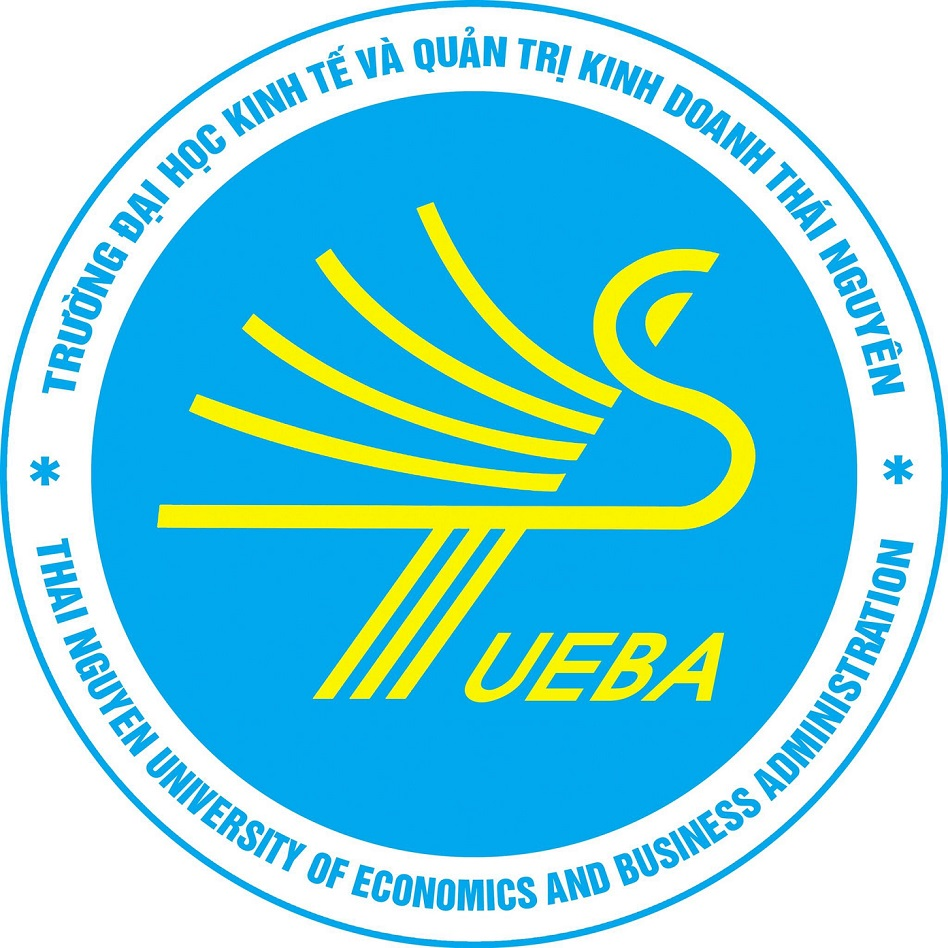 TRƯỜNG ĐẠI HỌC KINH TẾ VÀ QUẢN TRỊ KINH DOANH THÁI NGUYÊN
UEBA
THAI NGUYEN UNIVERSITY OF ECONOMICS AND BUSINESS ADMINISTRATION